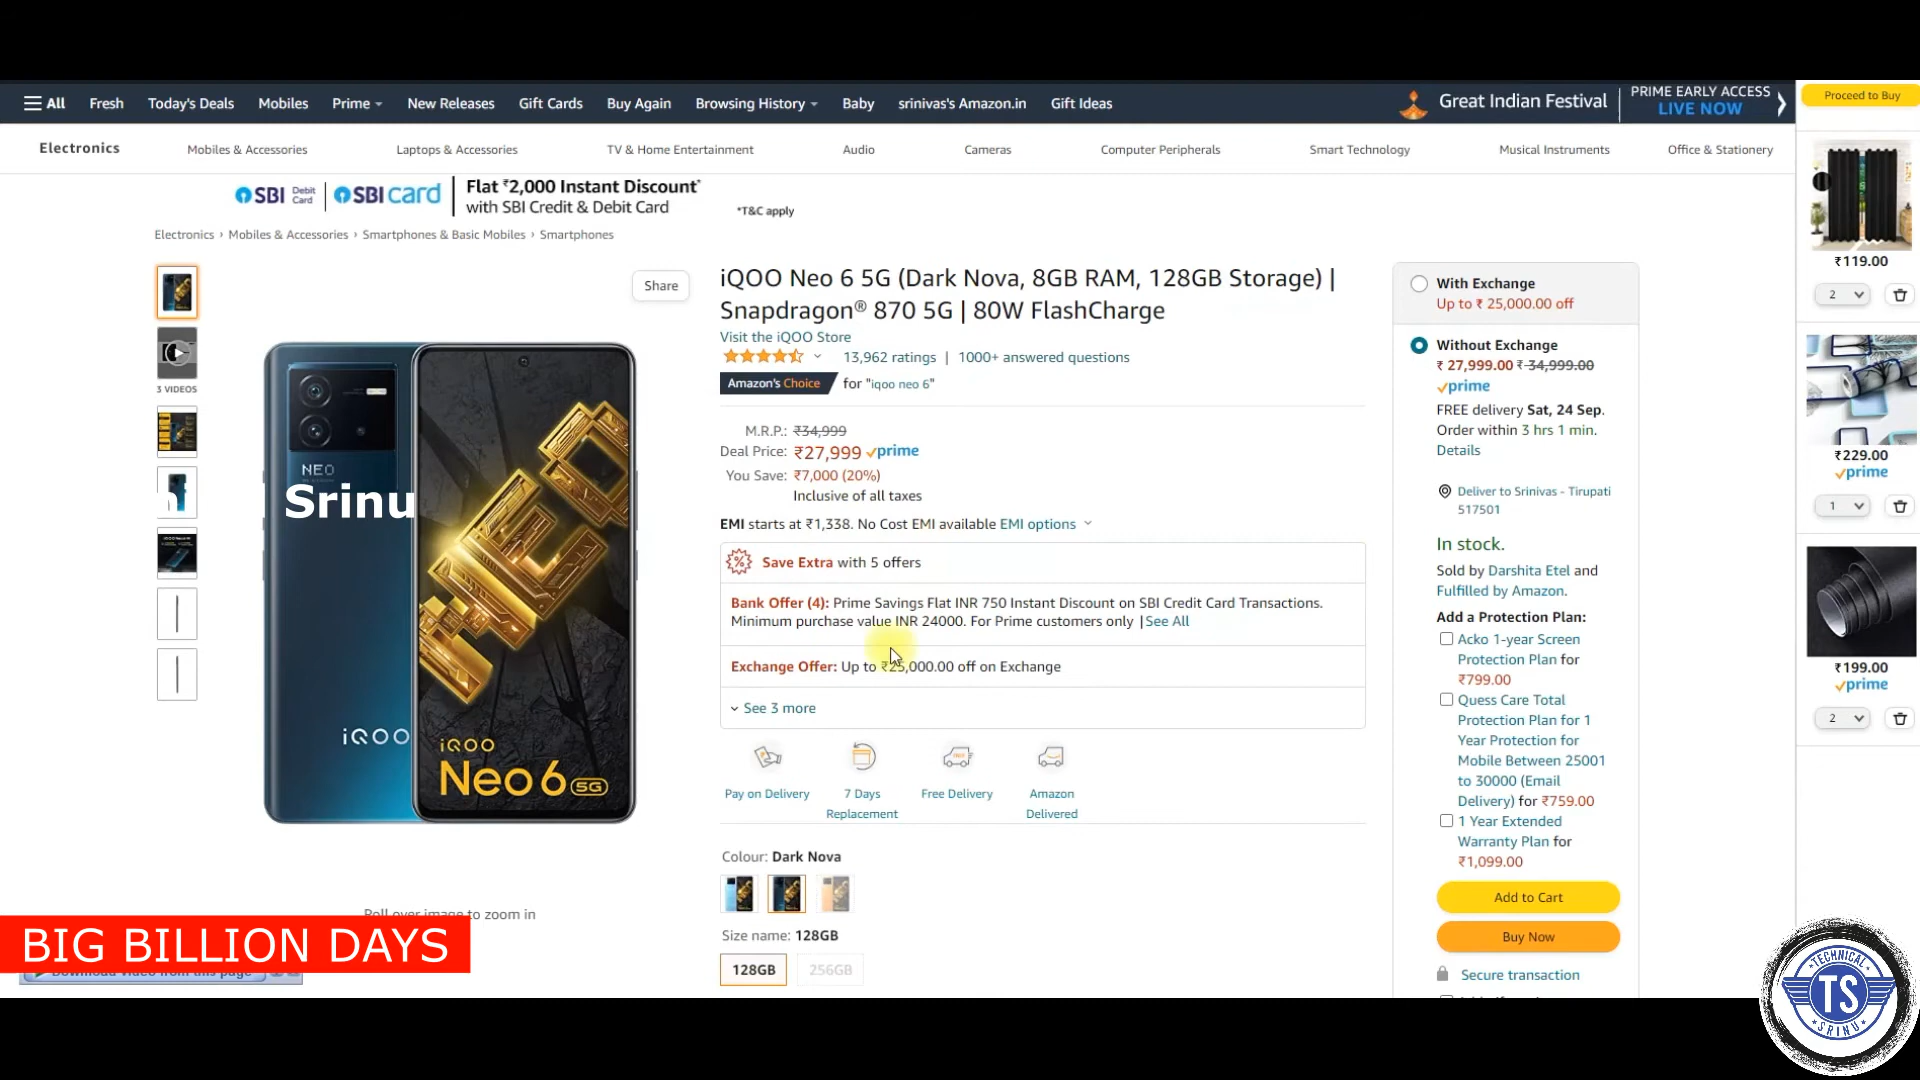 All Fresh Today's Deals Mobiles Prime New Releases Gift Cards Buy Again Browsing History Baby srinivas's Amazon.in Gift Ideas
Great Indian Festival
PRIME EARLY ACCESS
LIVE NOW
Proceed to Buy
Electronics Mobiles & Accessories Laptops & Accessories TV & Home Entertainment Audio Cameras Computer Peripherals Smart Technology Musical Instruments Office & Stationery
SBI Debit Card SBI card
Flat ₹2,000 Instant Discount*
with SBI Credit & Debit Card
*T&C apply
Electronics › Mobiles & Accessories › Smartphones & Basic Mobiles › Smartphones
3 VIDEOS
Share
NEO
Srinu
iQOO
iQOO
Neo 6 5G
Roll over image to zoom in
iQOO Neo 6 5G (Dark Nova, 8GB RAM, 128GB Storage) |
Snapdragon® 870 5G | 80W FlashCharge
Visit the iQOO Store
13,962 ratings | 1000+ answered questions
Amazon's Choice for "iqoo neo 6"
M.R.P.: ₹34,999
Deal Price: ₹27,999 prime
You Save: ₹7,000 (20%)
Inclusive of all taxes
EMI starts at ₹1,338. No Cost EMI available EMI options
Save Extra with 5 offers
Bank Offer (4): Prime Savings Flat INR 750 Instant Discount on SBI Credit Card Transactions.
Minimum purchase value INR 24000. For Prime customers only | See All
Exchange Offer: Up to ₹25,000.00 off on Exchange
See 3 more
Pay on Delivery
7 Days
Replacement
Free Delivery
Amazon
Delivered
Colour: Dark Nova
Size name: 128GB
128GB 256GB
With Exchange
Up to ₹ 25,000.00 off
Without Exchange
₹ 27,999.00 ₹ 34,999.00
prime
FREE delivery Sat, 24 Sep.
Order within 3 hrs 1 min.
Details
Deliver to Srinivas - Tirupati
517501
In stock.
Sold by Darshita Etel and
Fulfilled by Amazon.
Add a Protection Plan:
Acko 1-year Screen
Protection Plan for
₹799.00
Quess Care Total
Protection Plan for 1
Year Protection for
Mobile Between 25001
to 30000 (Email
Delivery) for ₹759.00
1 Year Extended
Warranty Plan for
₹1,099.00
Add to Cart
Buy Now
Secure transaction
₹119.00
2
₹229.00
prime
1
₹199.00
prime
2
BIG BILLION DAYS
Download video from this page
TECHNICAL
TS
SRINU